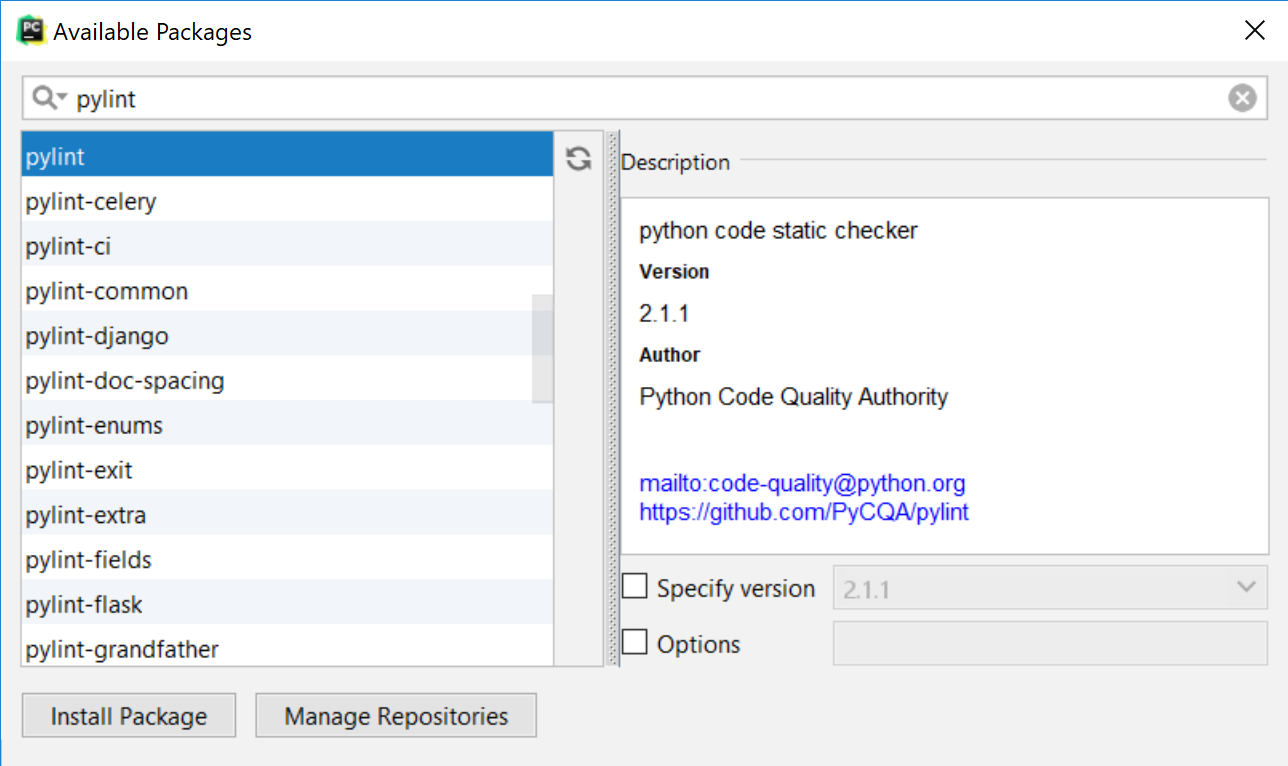 PC
Available Packages
pylint
pylint
pylint-celery
pylint-ci
pylint-common
pylint-django
pylint-doc-spacing
pylint-enums
pylint-exit
pylint-extra
pylint-fields
pylint-flask
pylint-grandfather
Description
python code static checker
Version
2.1.1
Author
Python Code Quality Authority
mailto:code-quality@python.org
https://github.com/PyCQA/pylint
Specify version 2.1.1
Options
Install Package Manage Repositories